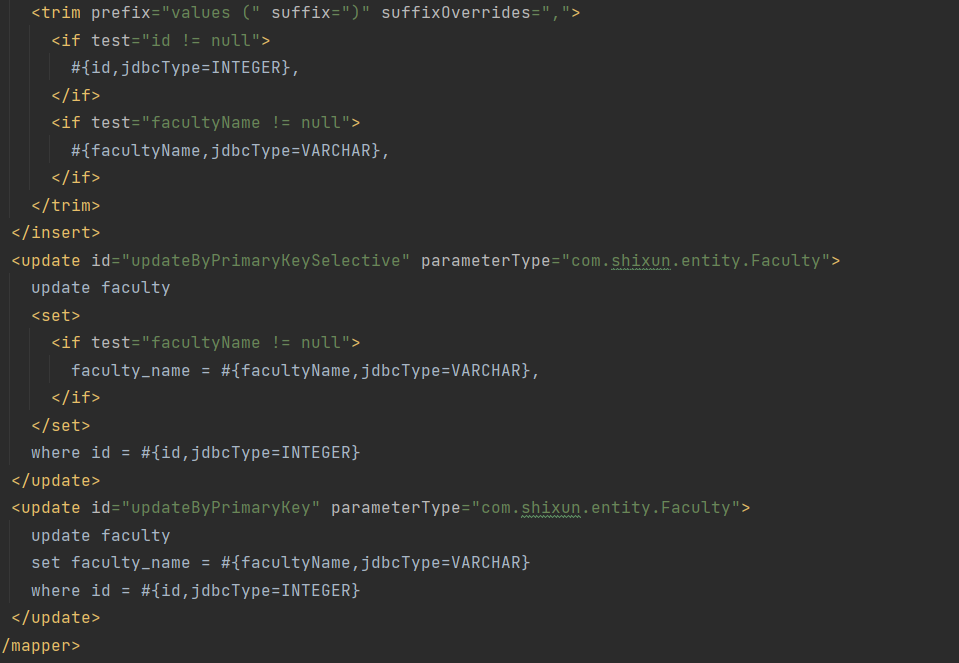 <trim prefix="values (" suffix=")" suffixOverrides=",">
<if test="id != null">
#{id,jdbcType=INTEGER},
</if>
<if test="facultyName != null">
#{facultyName,jdbcType=VARCHAR},
</if>
</trim>
</insert>
<update id="updateByPrimaryKeySelective" parameterType="com.shixun.entity.Faculty">
update faculty
<set>
<if test="facultyName != null">
faculty_name = #{facultyName,jdbcType=VARCHAR},
</if>
</set>
where id = #{id,jdbcType=INTEGER}
</update>
<update id="updateByPrimaryKey" parameterType="com.shixun.entity.Faculty">
update faculty
set faculty_name = #{facultyName,jdbcType=VARCHAR}
where id = #{id,jdbcType=INTEGER}
</update>
/mapper>